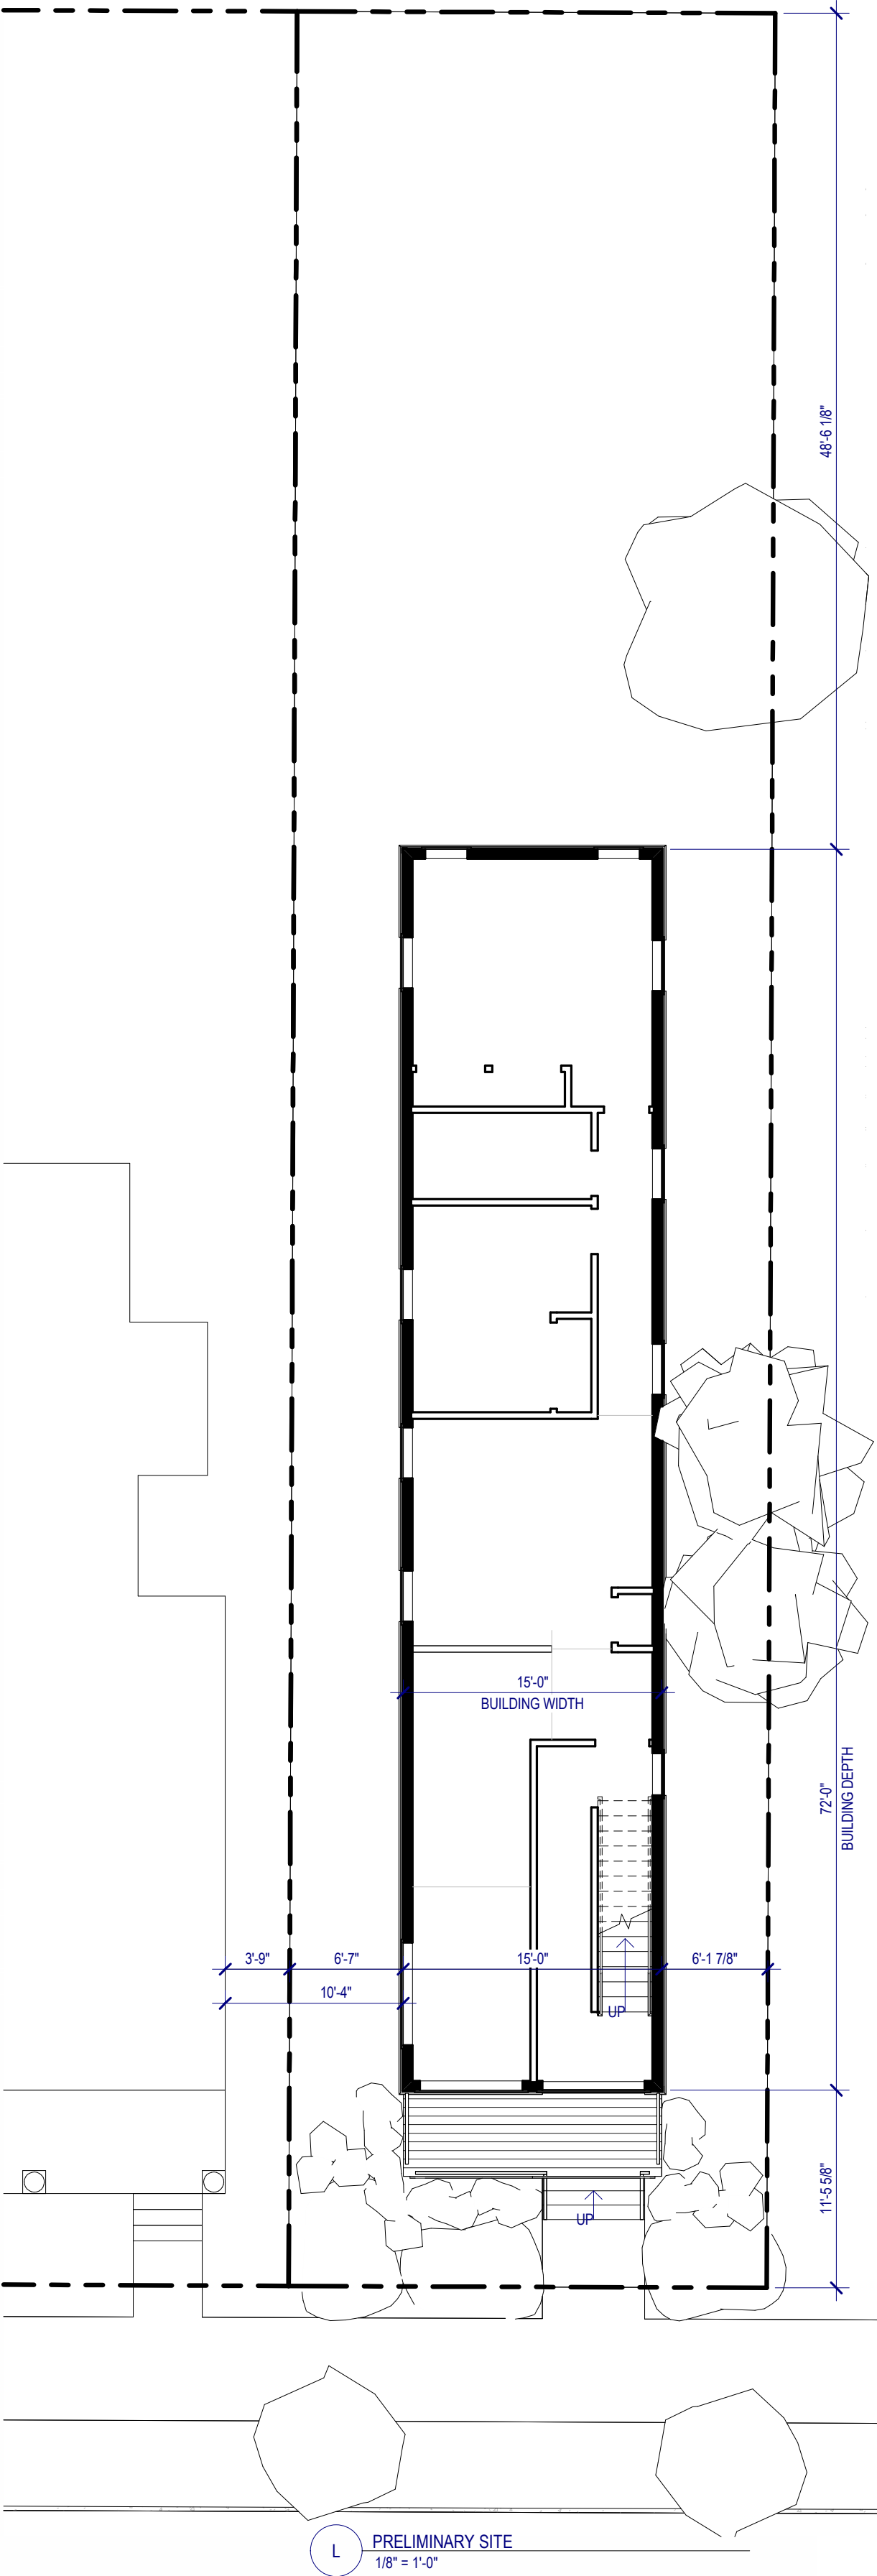 48'-6 1/8"
15'-0"
BUILDING WIDTH
72'-0"
BUILDING DEPTH
3'-9"
6'-7"
15'-0"
6'-1 7/8"
10'-4"
UP
11'-5 5/8"
UP
L
PRELIMINARY SITE
1/8" = 1'-0"